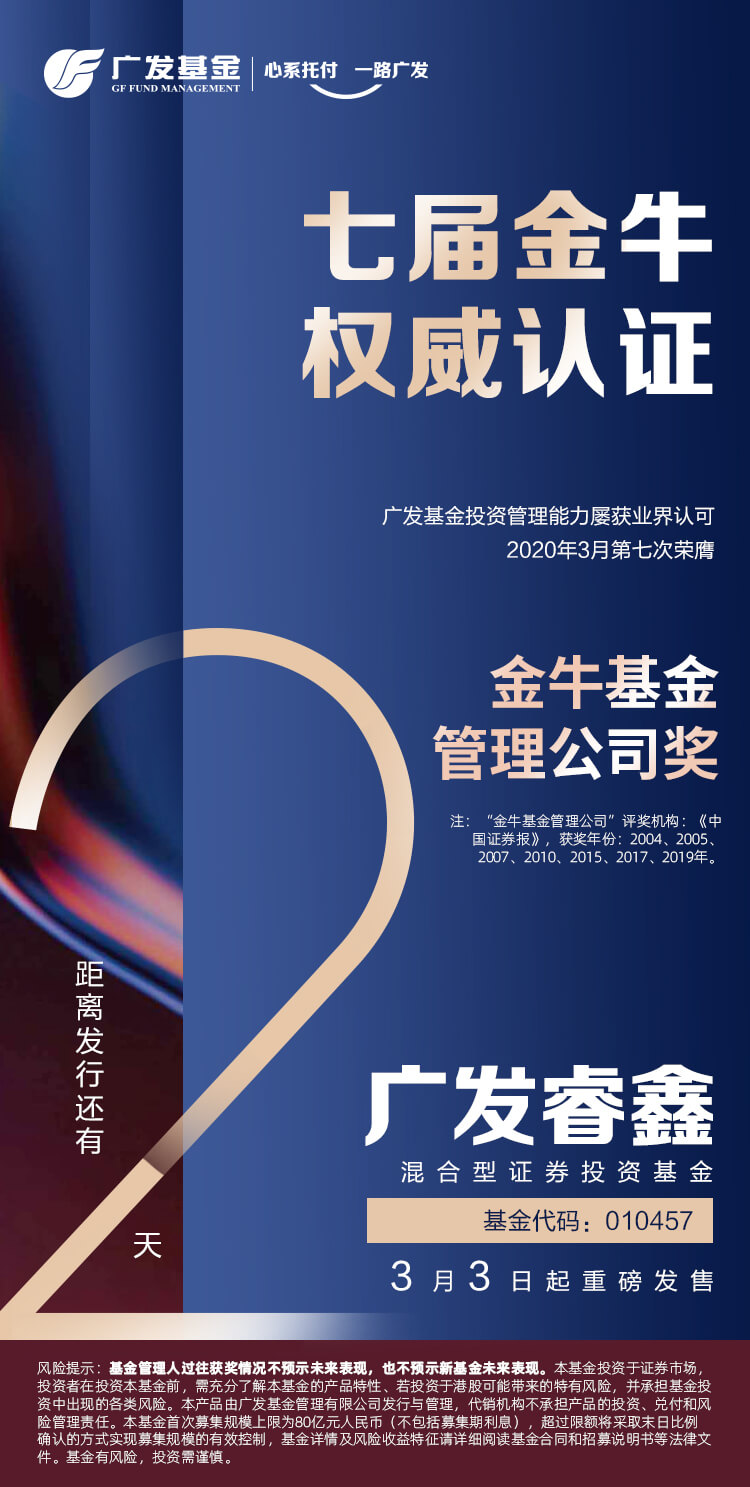 广发基金
GF FUND MANAGEMENT
心系托付 一路广发
七届金牛
权威认证
广发基金投资管理能力屡获业界认可
2020年3月第七次荣膺
金牛基金
管理公司奖
注：“金牛基金管理公司”评奖机构：《中
国证券报》，获奖年份：2004、2005、
2007、2010、2015、2017、2019年。
距离发行还有
2
天
广发睿鑫
混合型证券投资基金
基金代码：010457
3月3日起重磅发售
风险提示：基金管理人过往获奖情况不预示未来表现，也不预示新基金未来表现。本基金投资于证券市场，
投资者在投资本基金前，需充分了解本基金的产品特性、若投资于港股可能带来的特有风险，并承担基金投
资中出现的各类风险。本产品由广发基金管理有限公司发行与管理，代销机构不承担产品的投资、兑付和风
险管理责任。本基金首次募集规模上限为80亿元人民币（不包括募集期利息），超过限额将采取末日比例
确认的方式实现募集规模的有效控制，基金详情及风险收益特征请详细阅读基金合同和招募说明书等法律文
件。基金有风险，投资需谨慎。